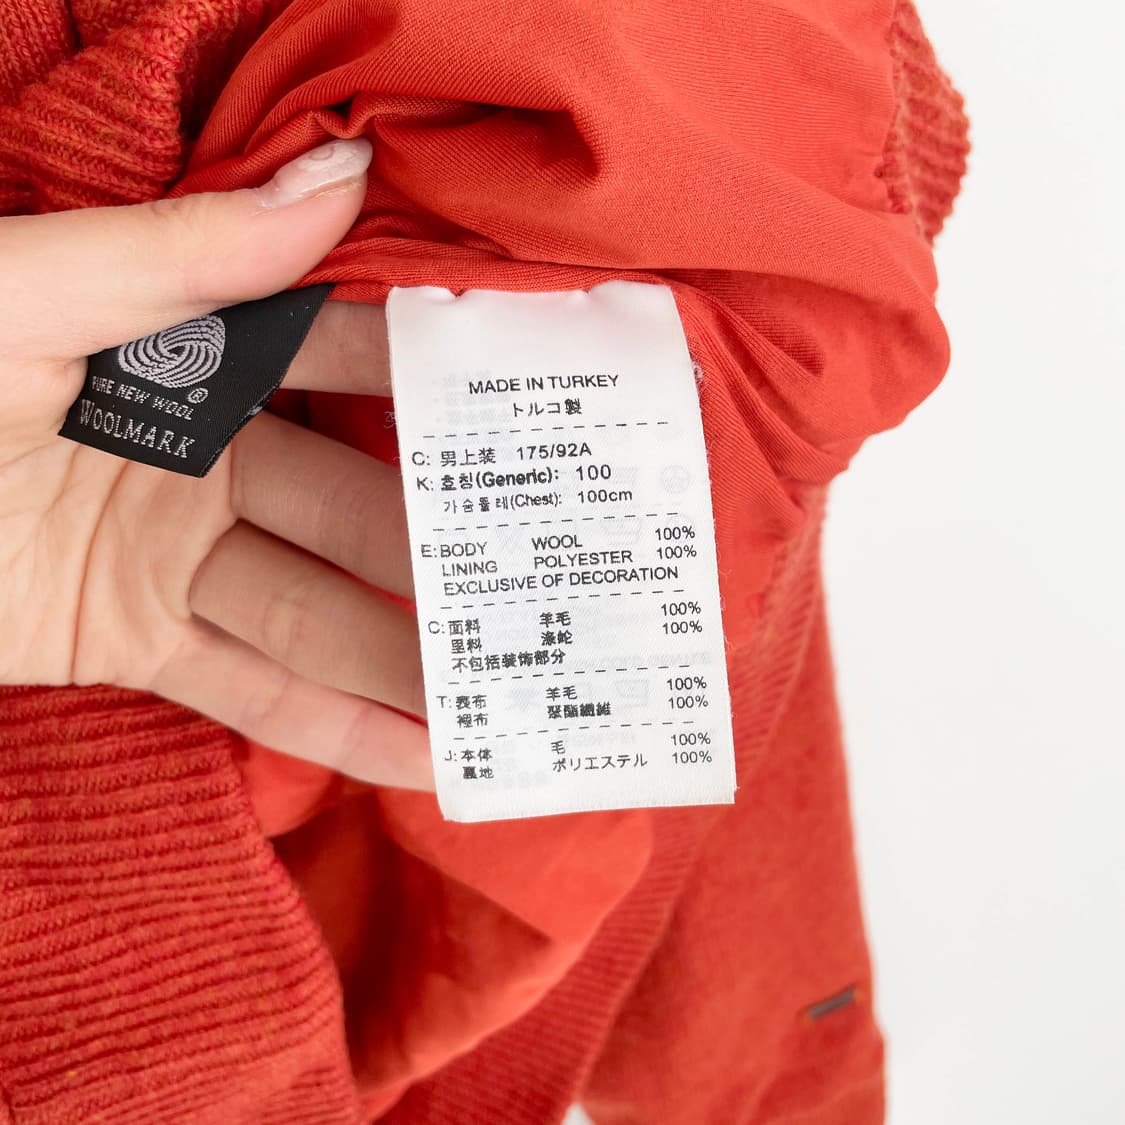 PURE NEW WOOL
®
WOOLMARK
MADE IN TURKEY
トルコ製
C: 男上装 175/92A
K: 호칭(Generic): 100
가슴둘레(Chest): 100cm
E: BODY WOOL 100%
LINING POLYESTER 100%
EXCLUSIVE OF DECORATION
C: 面料 羊毛 100%
里料 涤纶 100%
不包括装饰部分
T: 表布 羊毛 100%
裡布 聚酯纖維 100%
J: 本体 毛 100%
裏地 ポリエステル 100%